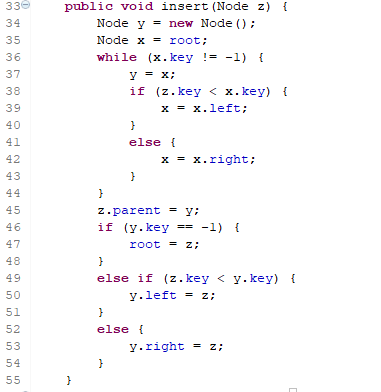 33 public void insert(Node z) {
34 Node y = new Node();
35 Node x = root;
36 while (x.key != -1) {
37 y = x;
38 if (z.key < x.key) {
39 x = x.left;
40 }
41 else {
42 x = x.right;
43 }
44 }
45 z.parent = y;
46 if (y.key == -1) {
47 root = z;
48 }
49 else if (z.key < y.key) {
50 y.left = z;
51 }
52 else {
53 y.right = z;
54 }
55 }